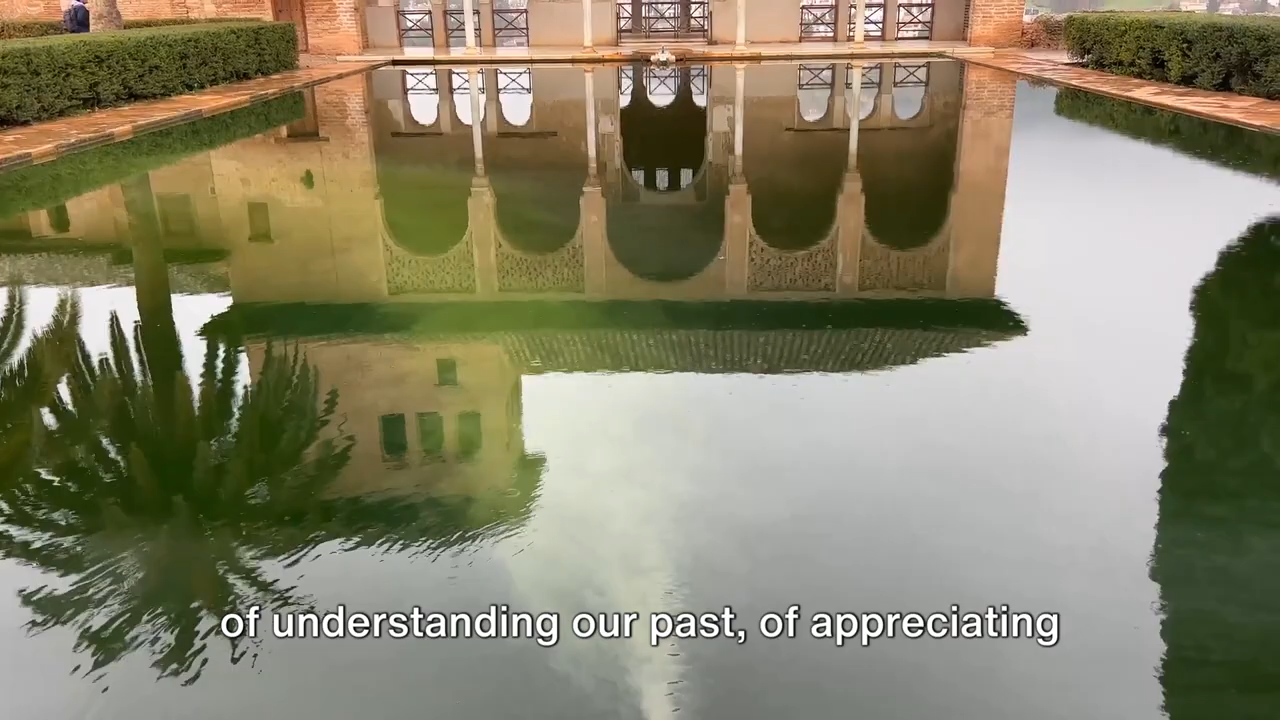 of understanding our past, of appreciating